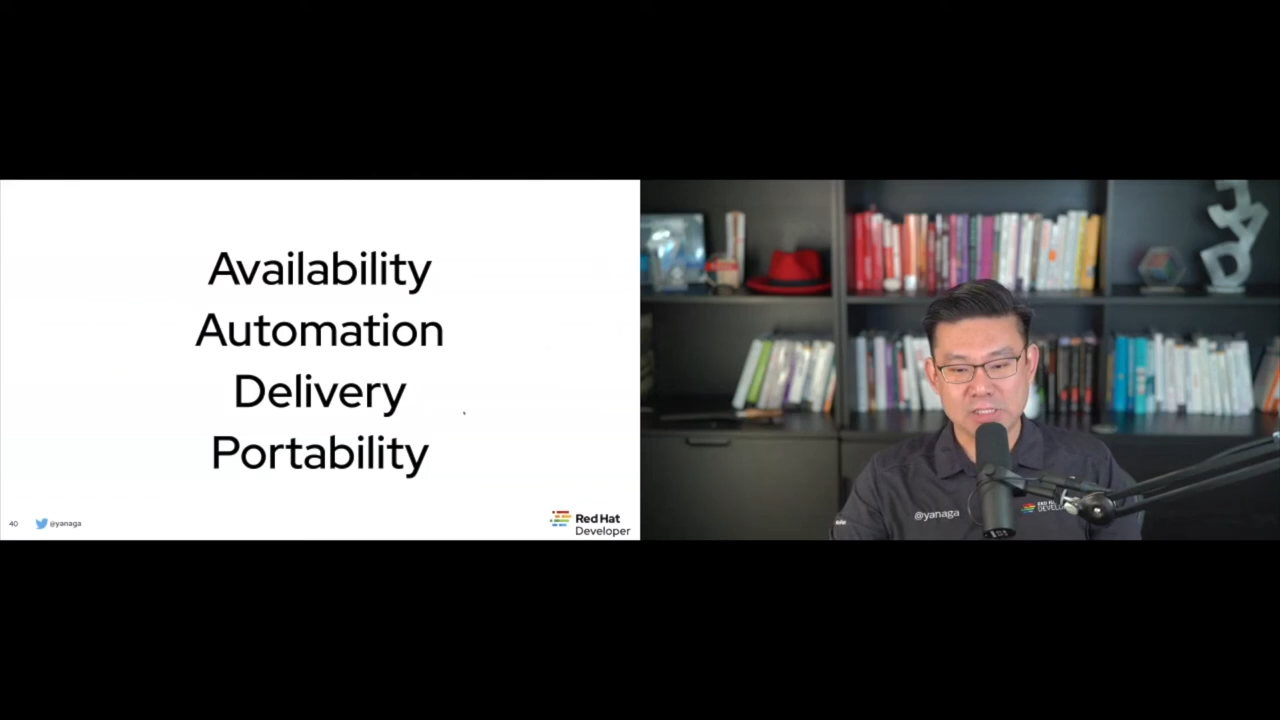 Availability
Automation
Delivery
Portability
40
@yanaga
Red Hat
Developer
@yanaga